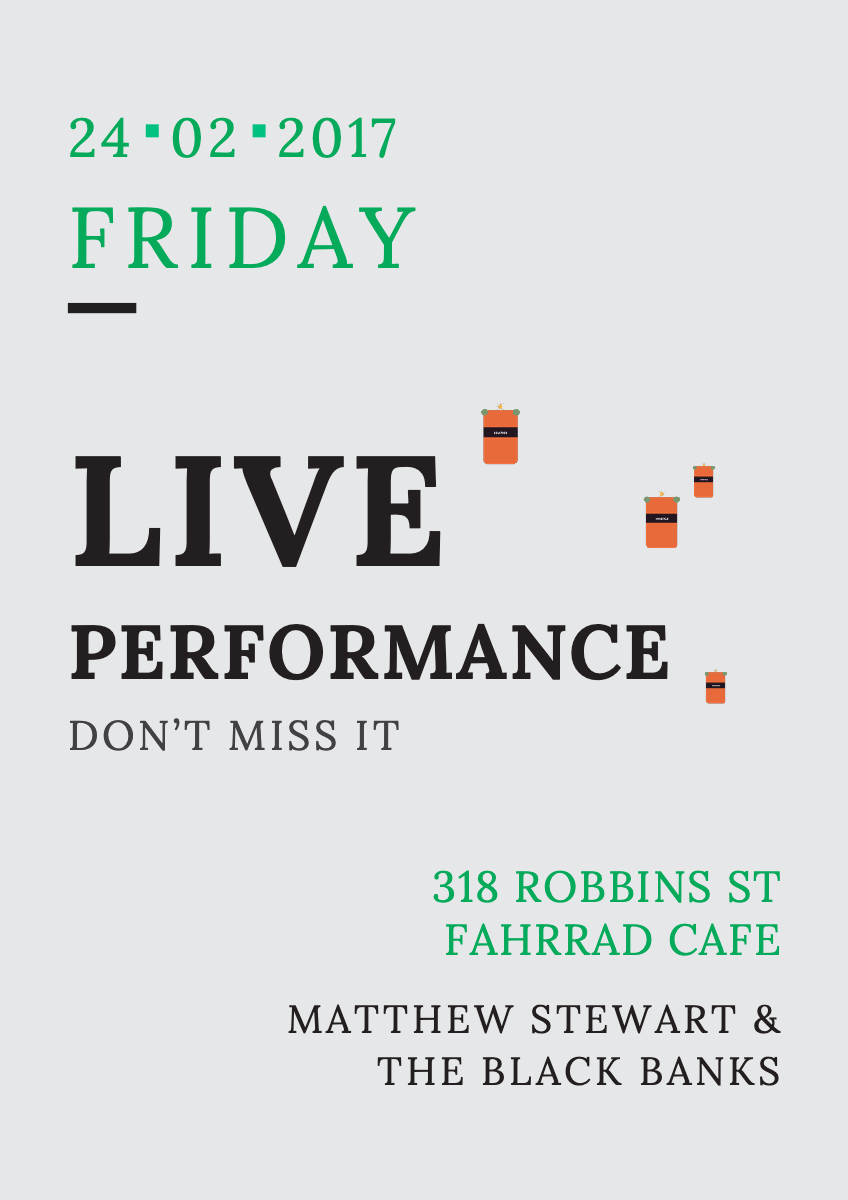 24▪02▪2017
FRIDAY
LIVE
PERFORMANCE
DON’T MISS IT
318 ROBBINS ST
FAHRRAD CAFE
MATTHEW STEWART &
THE BLACK BANKS